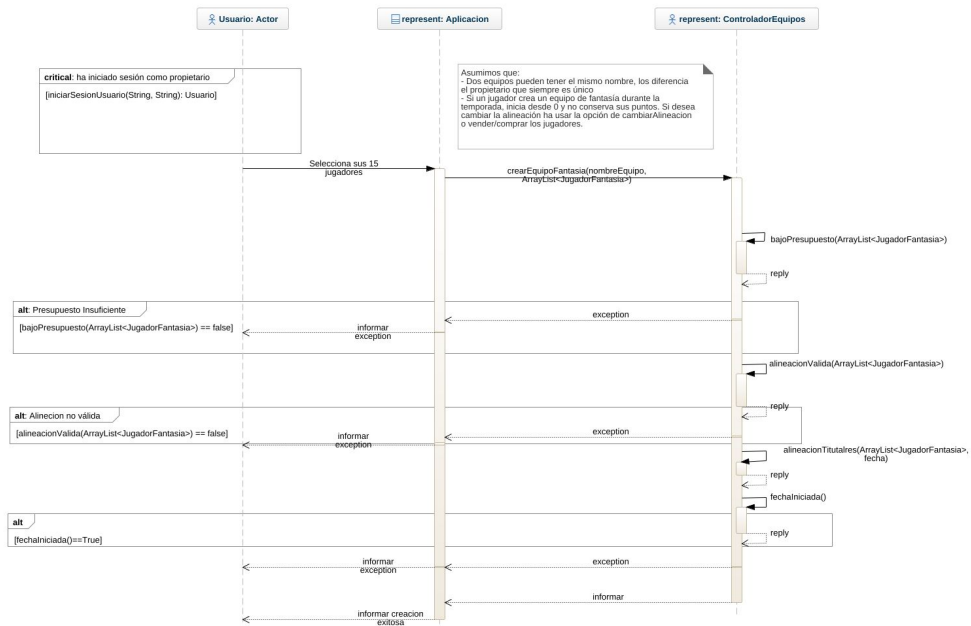 Usuario: Actor
represent: Aplicacion
represent: ControladorEquipos
critical: ha iniciado sesión como propietario
[iniciarSesionUsuario(String, String): Usuario]
Asumimos que:
- Dos equipos pueden tener el mismo nombre, los diferencia
el propietario que siempre es único
- Si un jugador crea un equipo de fantasía durante la
temporada, inicia desde 0 y no conserva sus puntos. Si desea
cambiar la alineación ha usar la opción de cambiarAlineacion
o vender/comprar los jugadores.
Selecciona sus 15
jugadores
crearEquipoFantasia(nombreEquipo,
ArrayList<JugadorFantasia>)
bajoPresupuesto(ArrayList<JugadorFantasia>)
reply
alt: Presupuesto Insuficiente
[bajoPresupuesto(ArrayList<JugadorFantasia>) == false]
exception
informar
exception
alineacionValida(ArrayList<JugadorFantasia>)
reply
alt: Alinecion no válida
[alineacionValida(ArrayList<JugadorFantasia>) == false]
exception
informar
exception
alineacionTitutalres(ArrayList<JugadorFantasia>,
fecha)
reply
fechaIniciada()
alt
[fechaIniciada()==True]
reply
exception
informar
exception
informar
informar creacion
exitosa